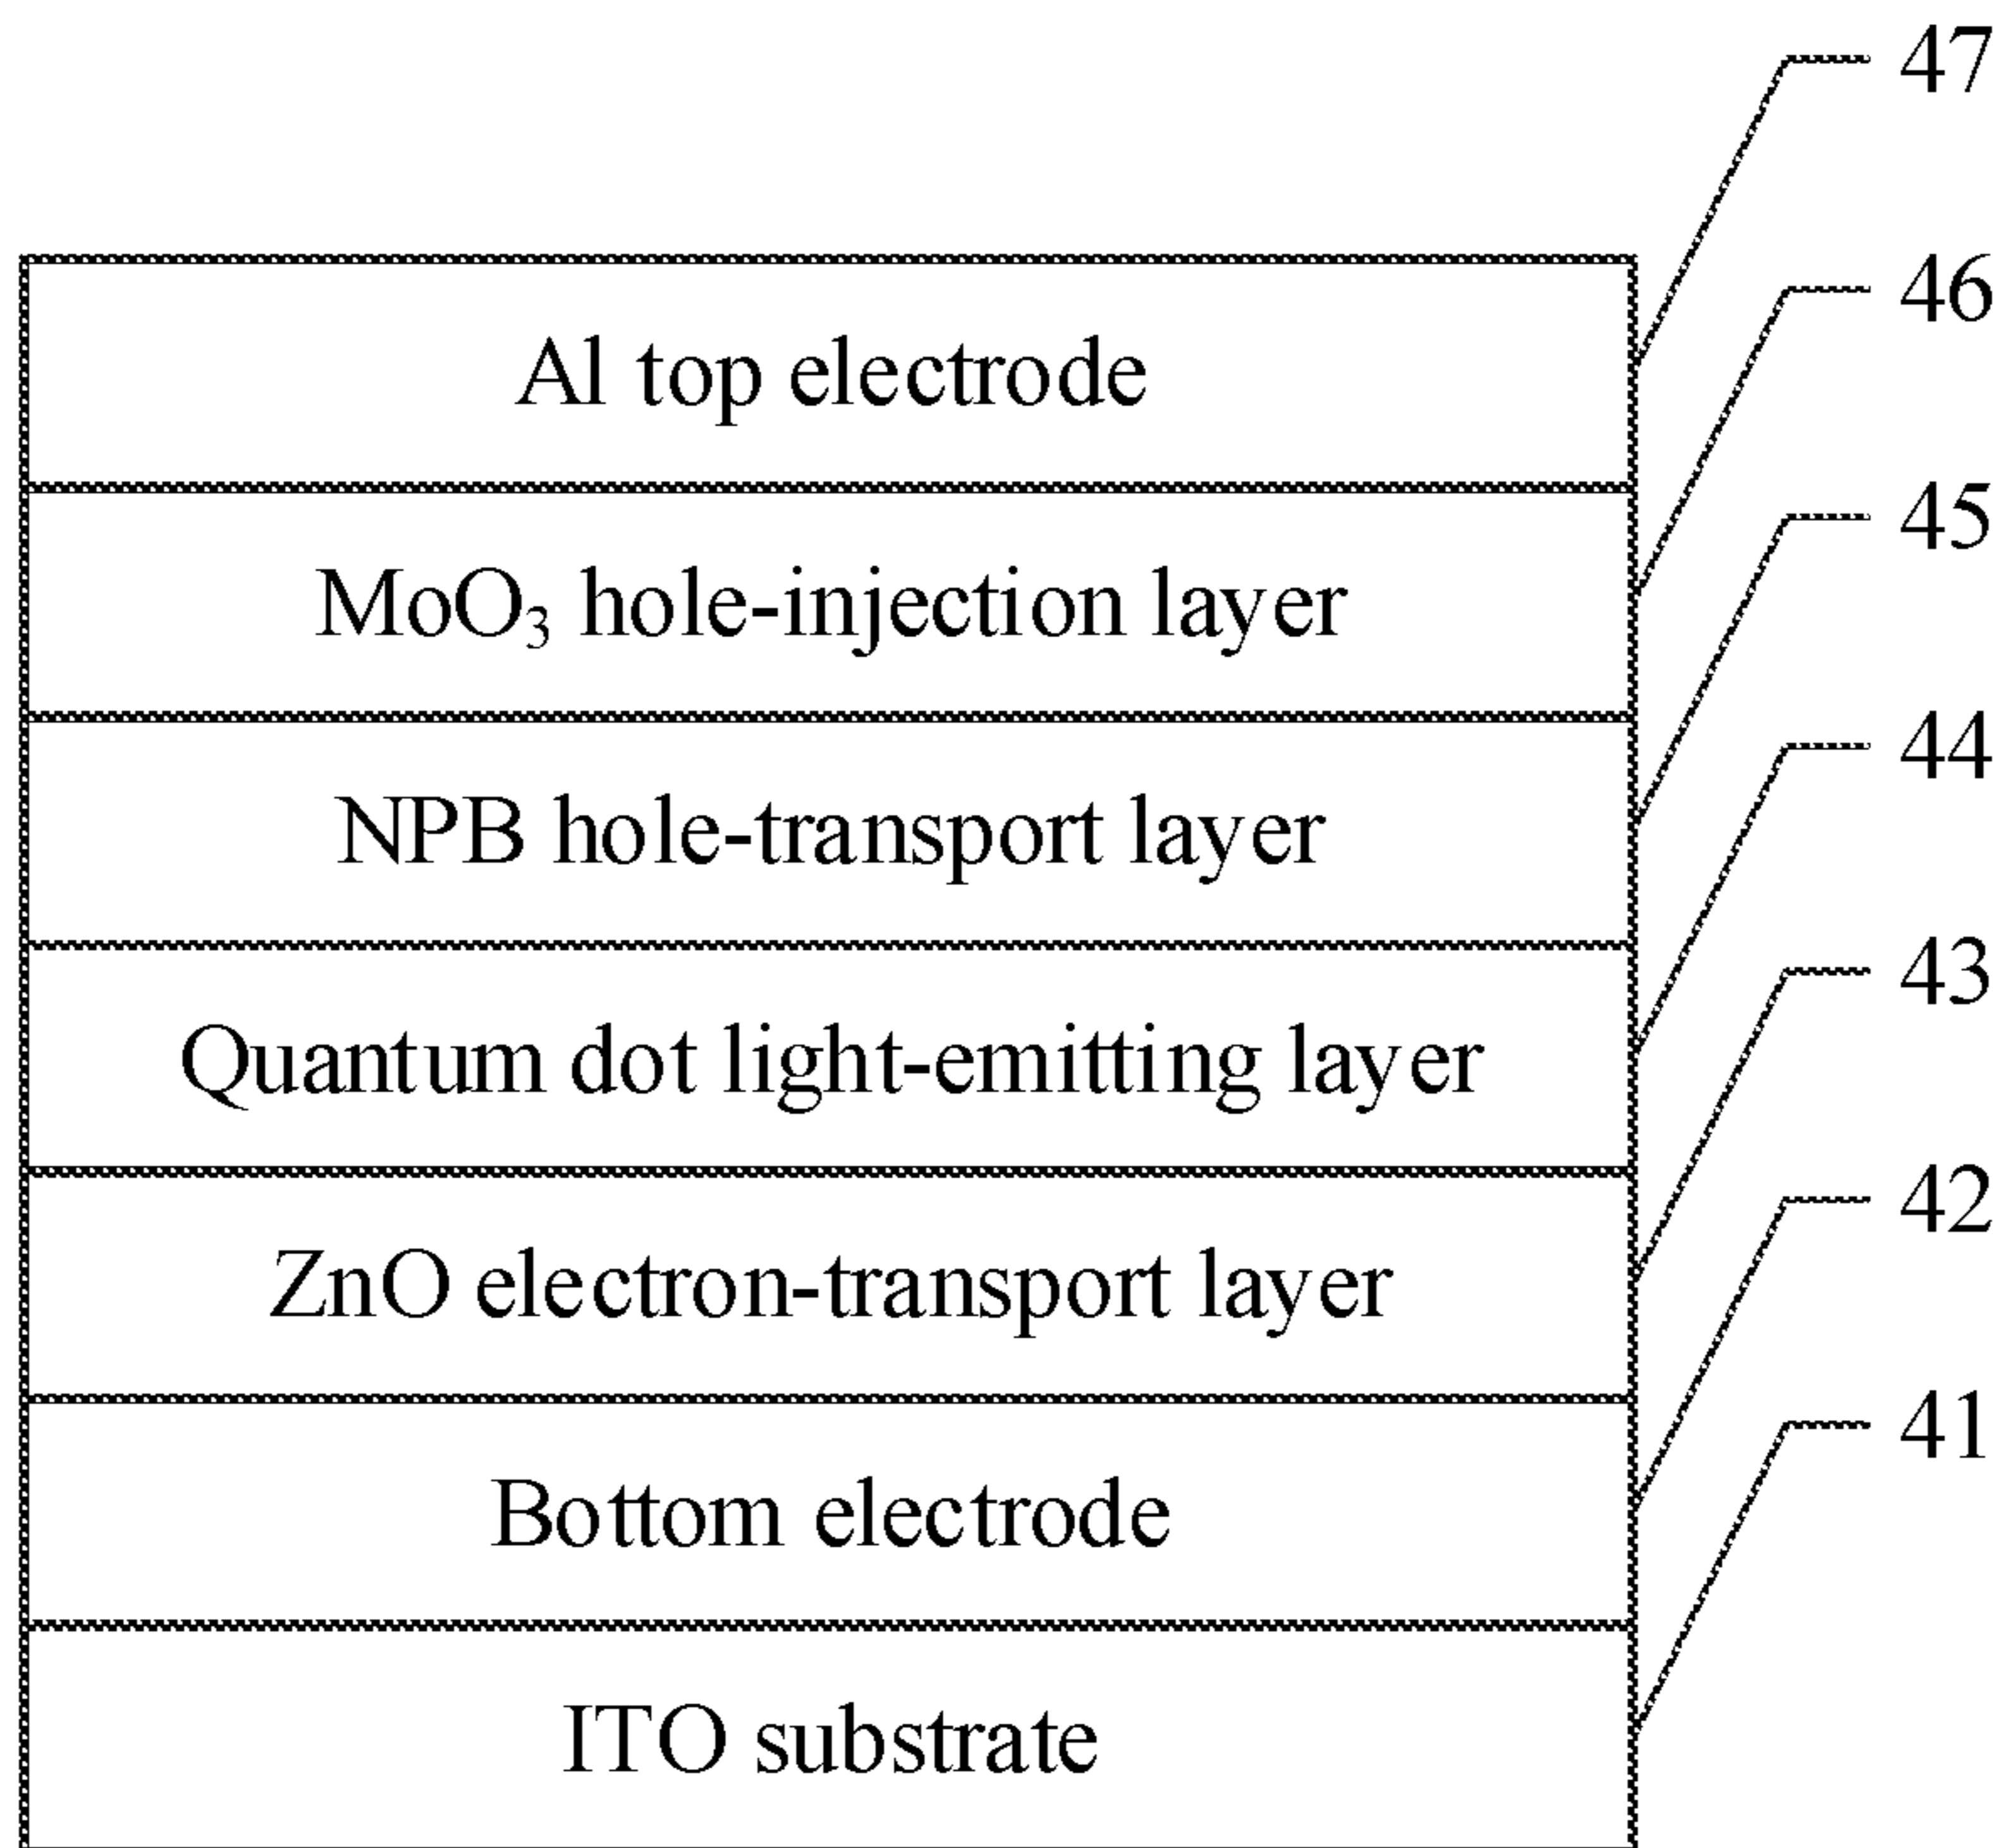 47
Al top electrode
46
MoO₃ hole-injection layer
45
NPB hole-transport layer
44
Quantum dot light-emitting layer
43
ZnO electron-transport layer
42
Bottom electrode
41
ITO substrate